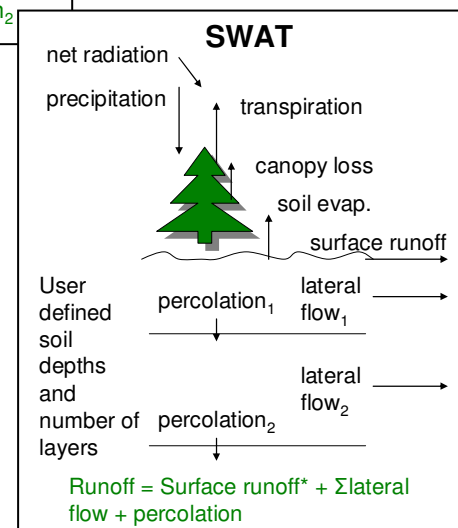 n₂
SWAT
net radiation
precipitation
transpiration
canopy loss
soil evap.
surface runoff
User
defined
soil
depths
and
number of
layers
percolation₁
lateral
flow₁
lateral
flow₂
percolation₂
Runoff = Surface runoff* + Σlateral
flow + percolation